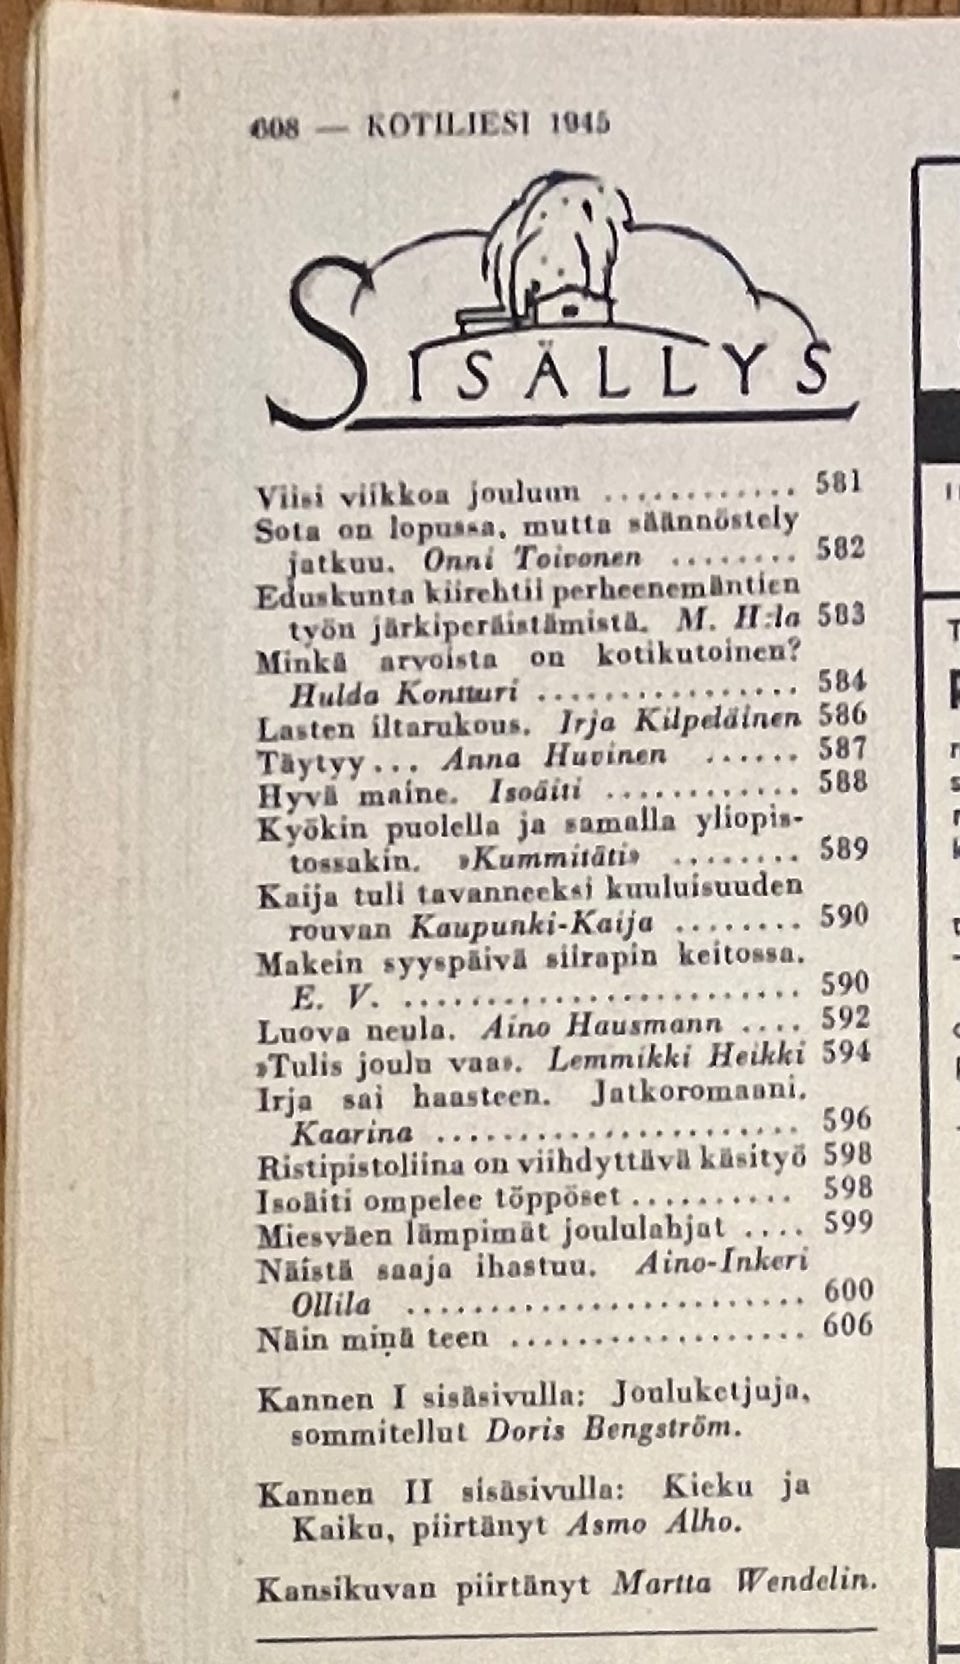 608 — KOTILIESI 1945
SISÄLLYS
Viisi viikkoa jouluun ............ 581
Sota on lopussa, mutta säännöstely
jatkuu. Onni Toivonen ........ 582
Eduskunta kiirehtii perheenemäntien
työn järkiperäistämistä. M. H:la 583
Minkä arvoista on kotikutoinen?
Hulda Kontturi ................ 584
Lasten iltarukous. Irja Kilpeläinen 586
Täytyy... Anna Huvinen ...... 587
Hyvä maine. Isoäiti ............ 588
Kyökin puolella ja samalla yliopis-
tossakin. »Kummitäti» ........ 589
Kaija tuli tavanneeksi kuuluisuuden
rouvan Kaupunki-Kaija ........ 590
Makein syyspäivä siirapin keitossa.
E. V. ......................... 590
Luova neula. Aino Hausmann .... 592
»Tulis joulu vaa». Lemmikki Heikki 594
Irja sai haasteen. Jatkoromaani.
Kaarina ....................... 596
Ristipistoliina on viihdyttävä käsityö 598
Isoäiti ompelee töppöset .......... 598
Miesväen lämpimät joululahjat .... 599
Näistä saaja ihastuu. Aino-Inkeri
Ollila ......................... 600
Näin minä teen .................. 606
Kannen I sisäsivulla: Jouluketjuja,
sommitellut Doris Bengström.
Kannen II sisäsivulla: Kieku ja
Kaiku, piirtänyt Asmo Alho.
Kansikuvan piirtänyt Martta Wendelin.